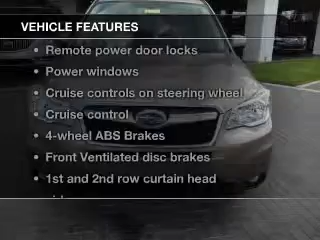 VEHICLE FEATURES
• Remote power door locks
• Power windows
• Cruise controls on steering wheel
• Cruise control
• 4-wheel ABS Brakes
• Front Ventilated disc brakes
• 1st and 2nd row curtain head